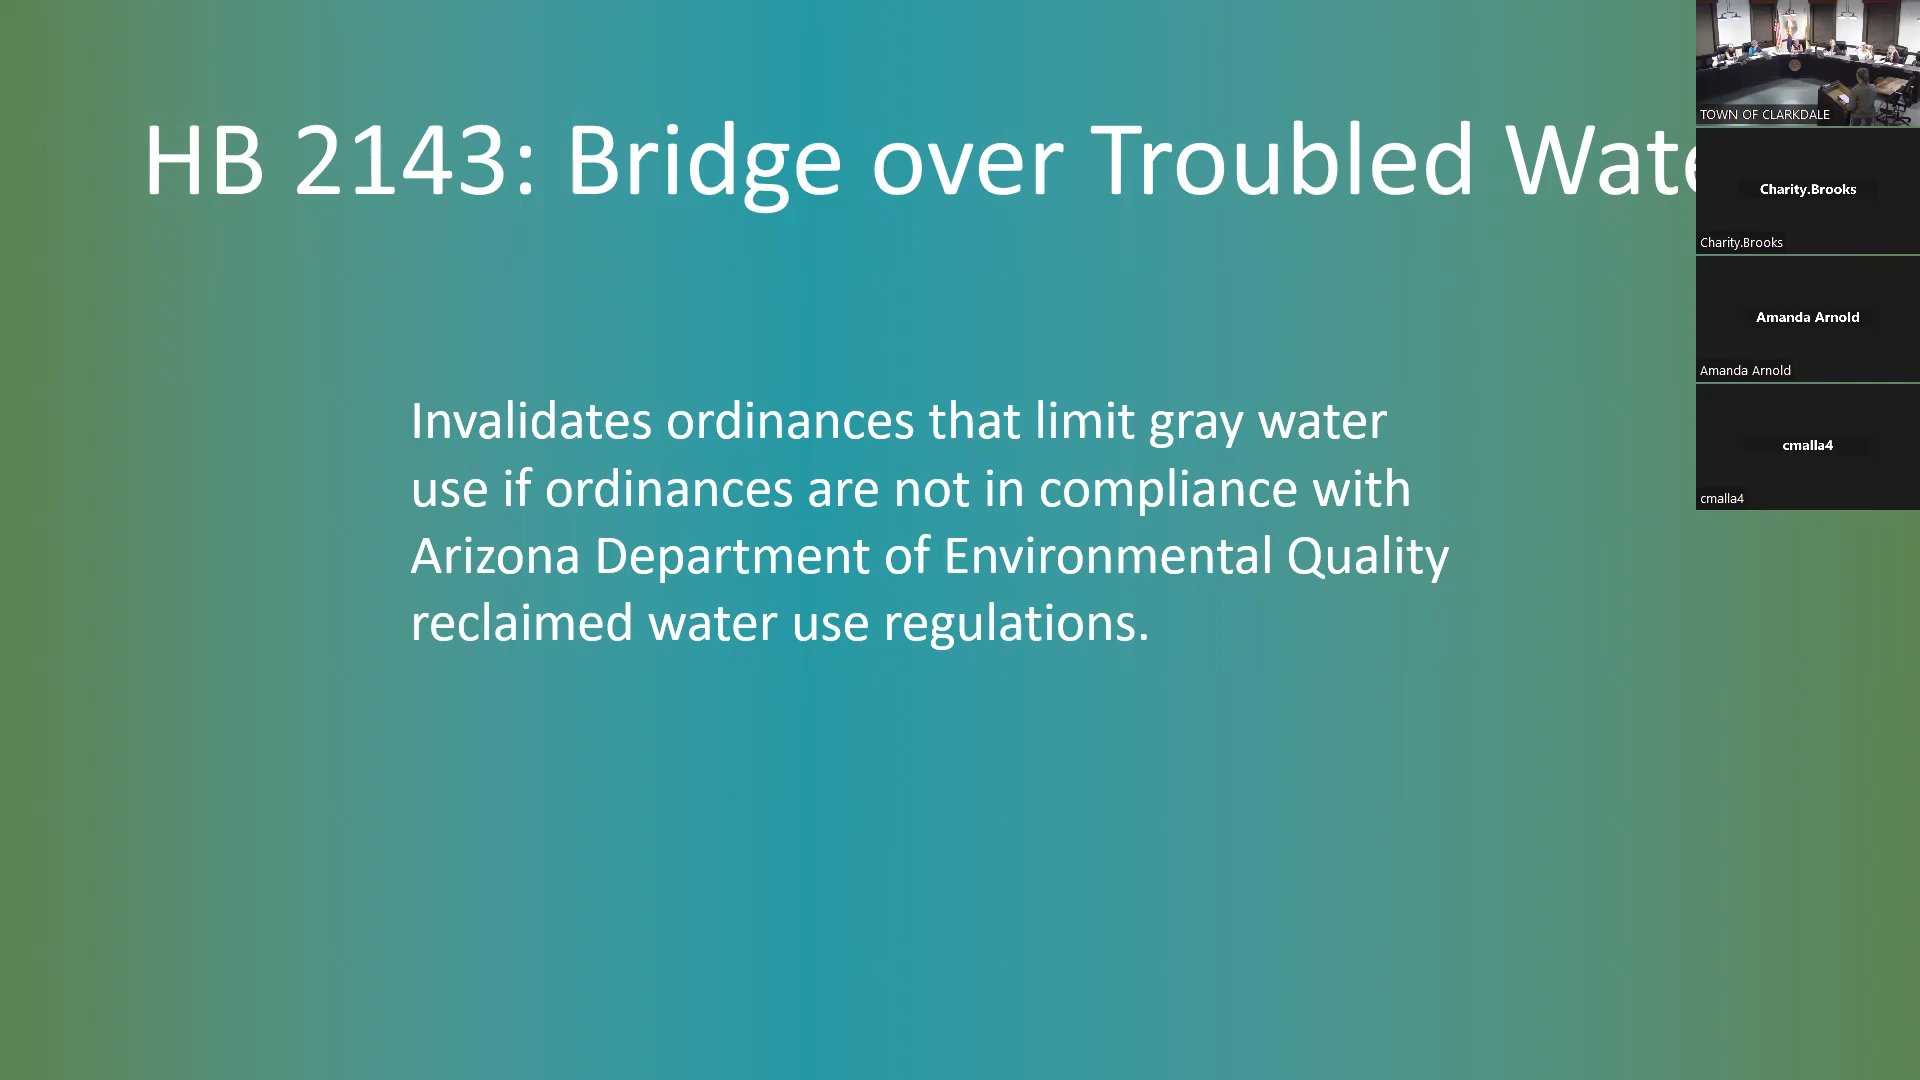 HB 2143: Bridge over Troubled Wate
Invalidates ordinances that limit gray water
use if ordinances are not in compliance with
Arizona Department of Environmental Quality
reclaimed water use regulations.
TOWN OF CLARKDALE
Charity.Brooks
Charity.Brooks
Amanda Arnold
Amanda Arnold
cmalla4
cmalla4